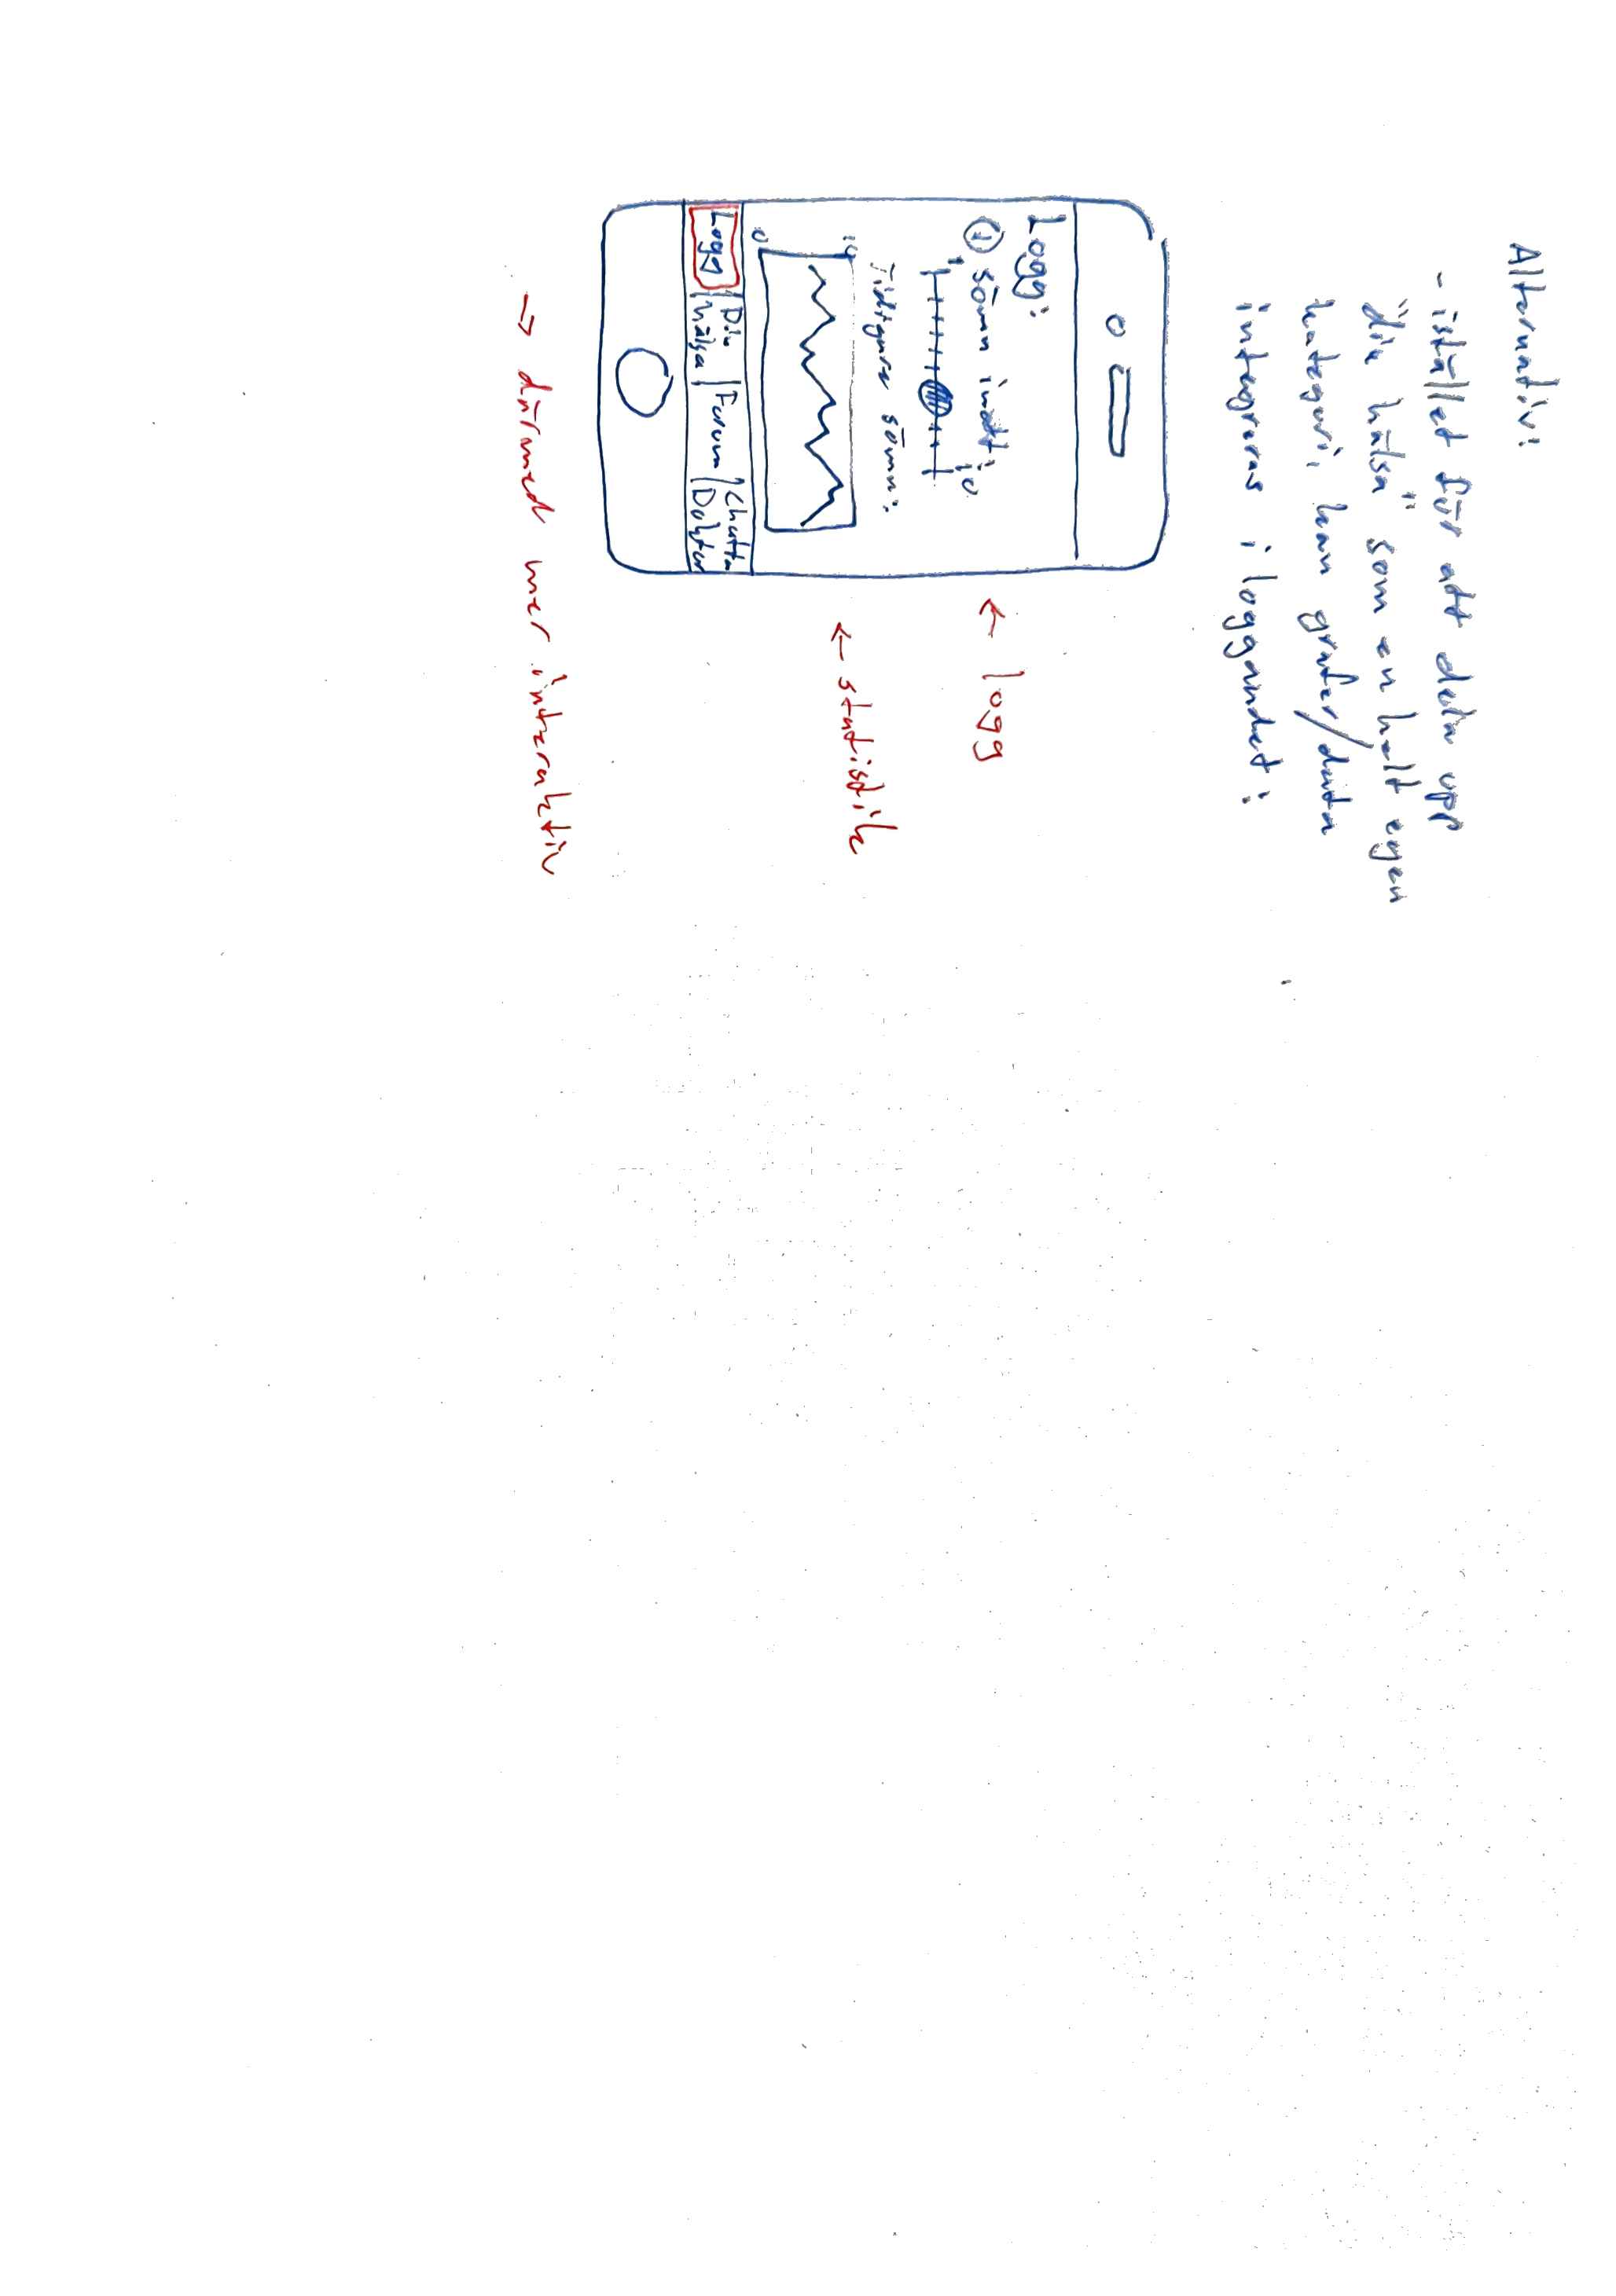 Alternativ:
- istället för att dela upp
"din hälsa" som en helt egen
kategori, kan grafer/data
integreras i loggandet:
Logg:
① sömn inatt:
1 10
Tidigare sömn:
10
0
Logg Din hälsa Forum Chatta Doktor
← logg
← statistik
→ därmed mer interaktiv